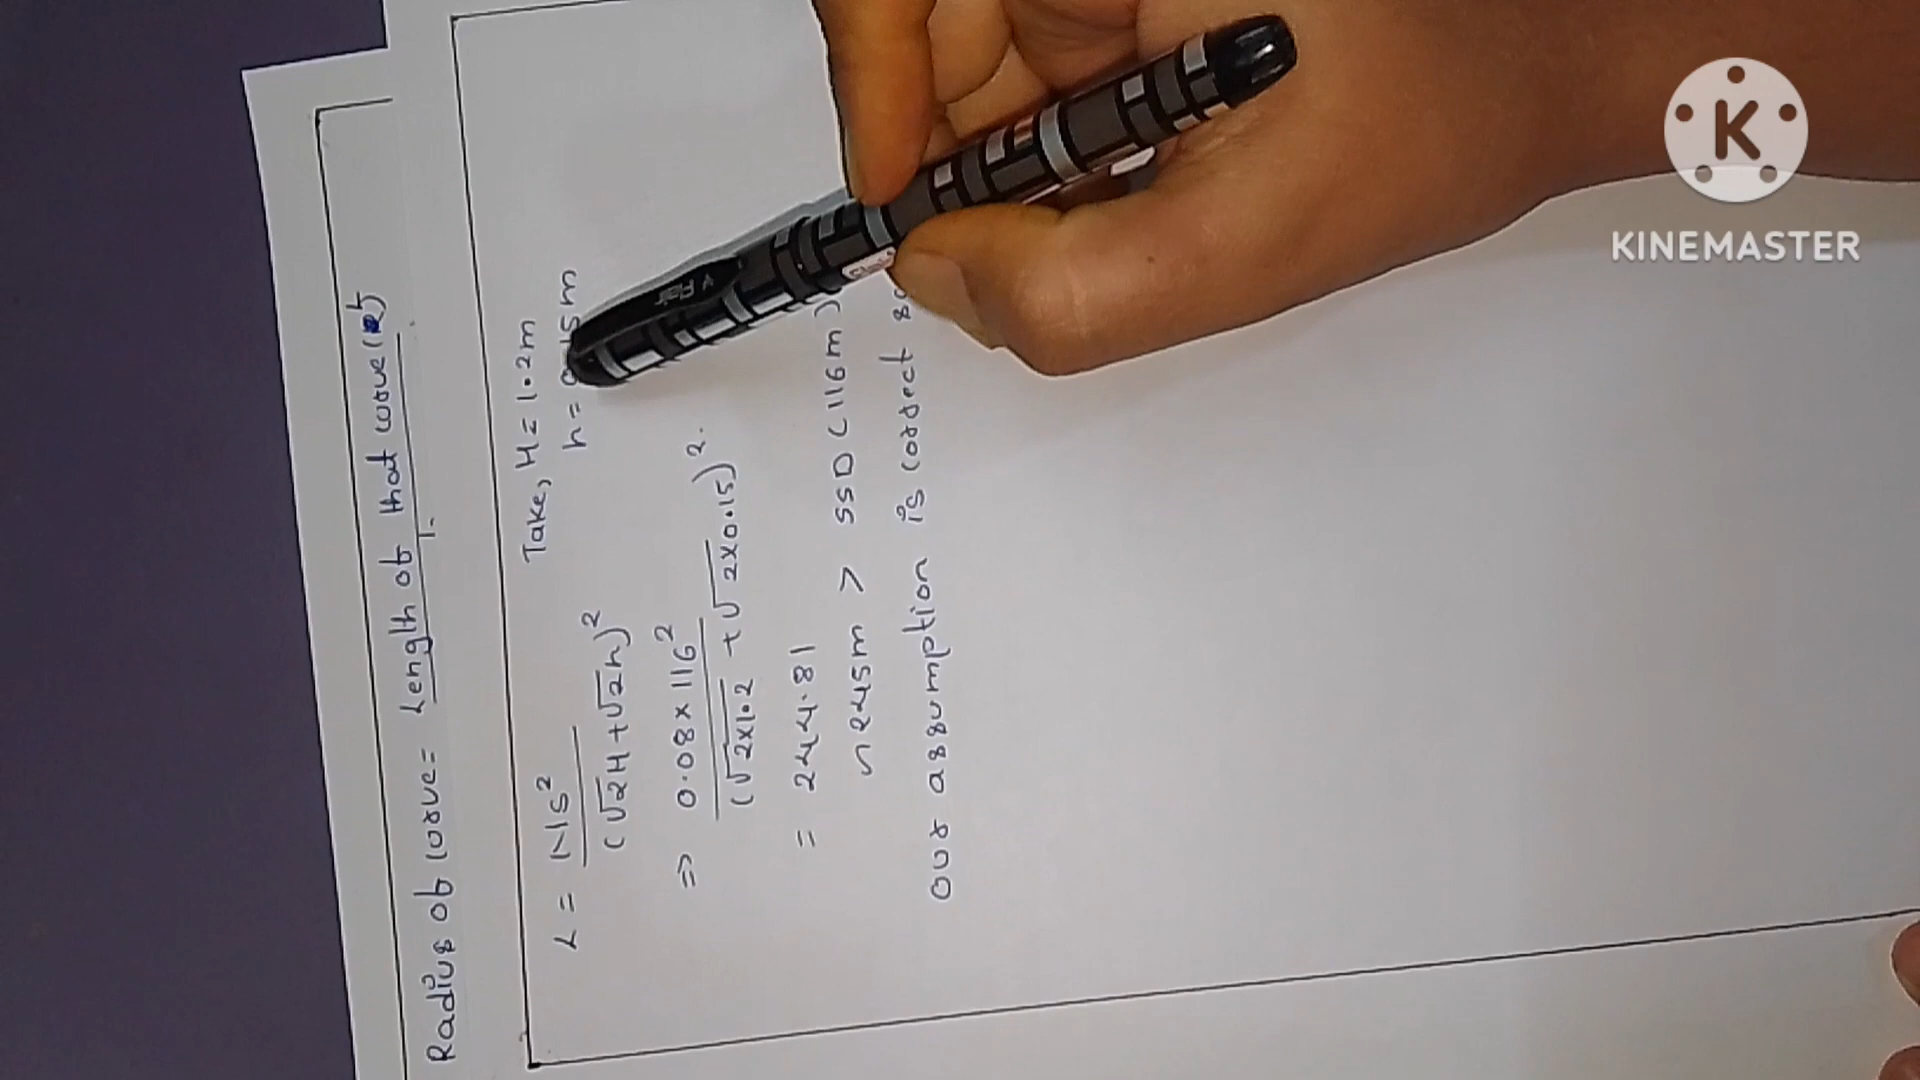 Radius of curve = Length of that curve(L)
L = NS²
(√2H+√2h)²
Take, H = 1.2m
h = 0.15m
=> 0.08×116²
(√2×1.2 + √2×0.15)².
= 244.81
~245m > SSD (116m)
our assumption is correct
KINEMASTER